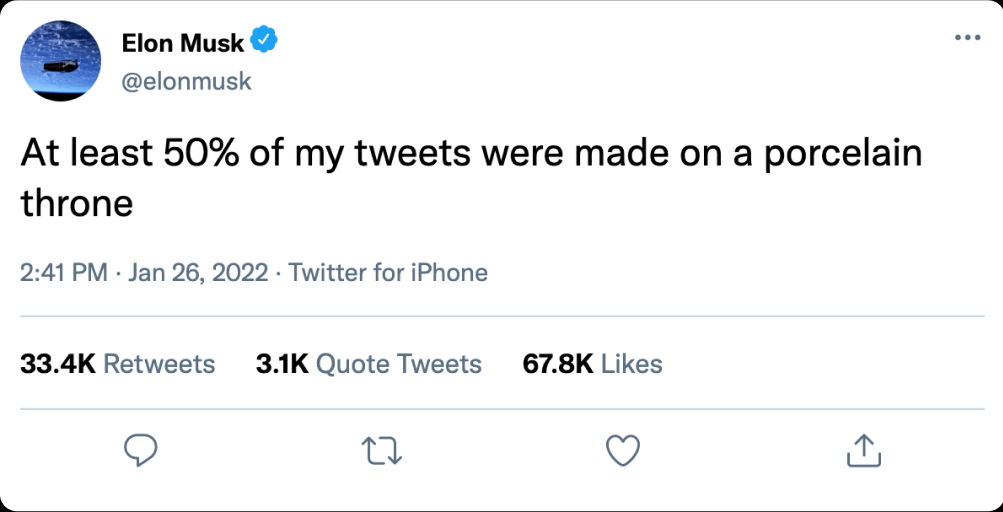 Elon Musk
@elonmusk
At least 50% of my tweets were made on a porcelain
throne
2:41 PM · Jan 26, 2022 · Twitter for iPhone
33.4K Retweets 3.1K Quote Tweets 67.8K Likes